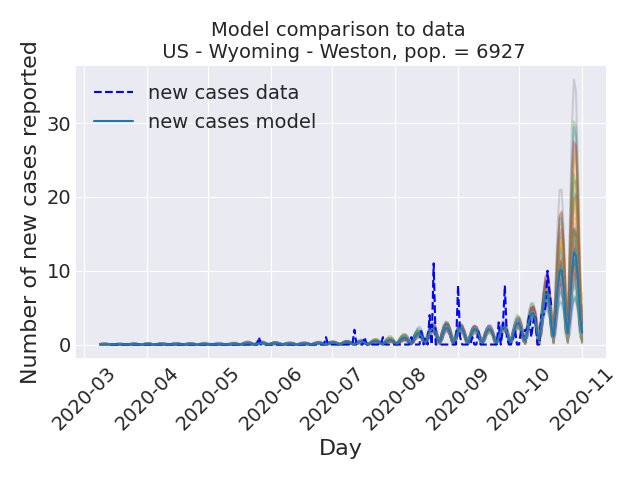 Model comparison to data
US - Wyoming - Weston, pop. = 6927
new cases data
new cases model
Number of new cases reported
30
20
10
0
2020-03
2020-04
2020-05
2020-06
2020-07
2020-08
2020-09
2020-10
2020-11
Day